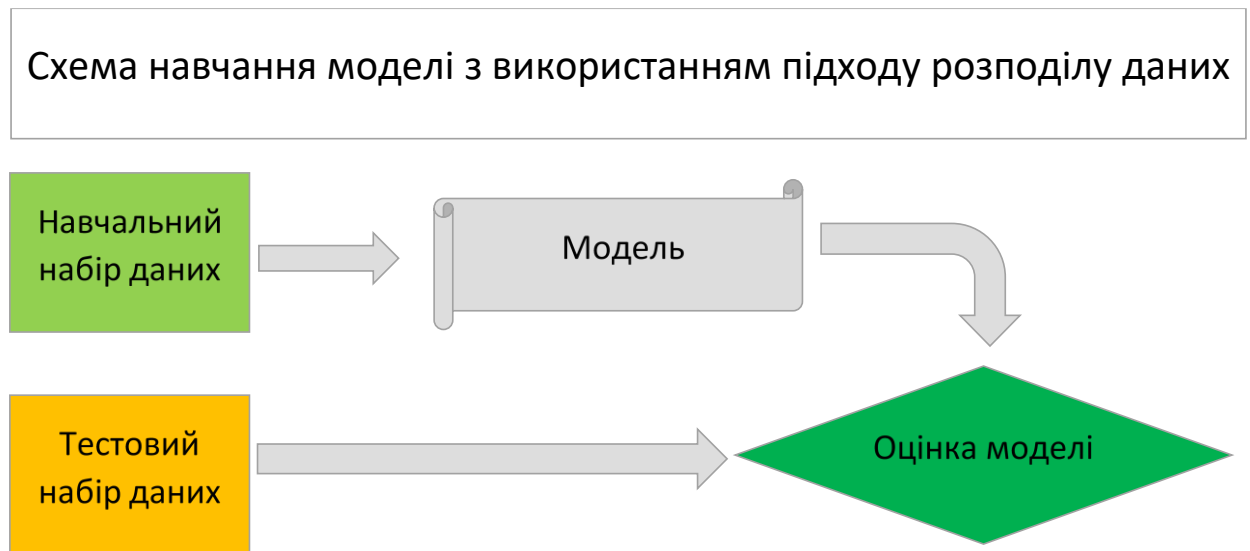 Схема навчання моделі з використанням підходу розподілу даних
Навчальний
набір даних
Модель
Тестовий
набір даних
Оцінка моделі